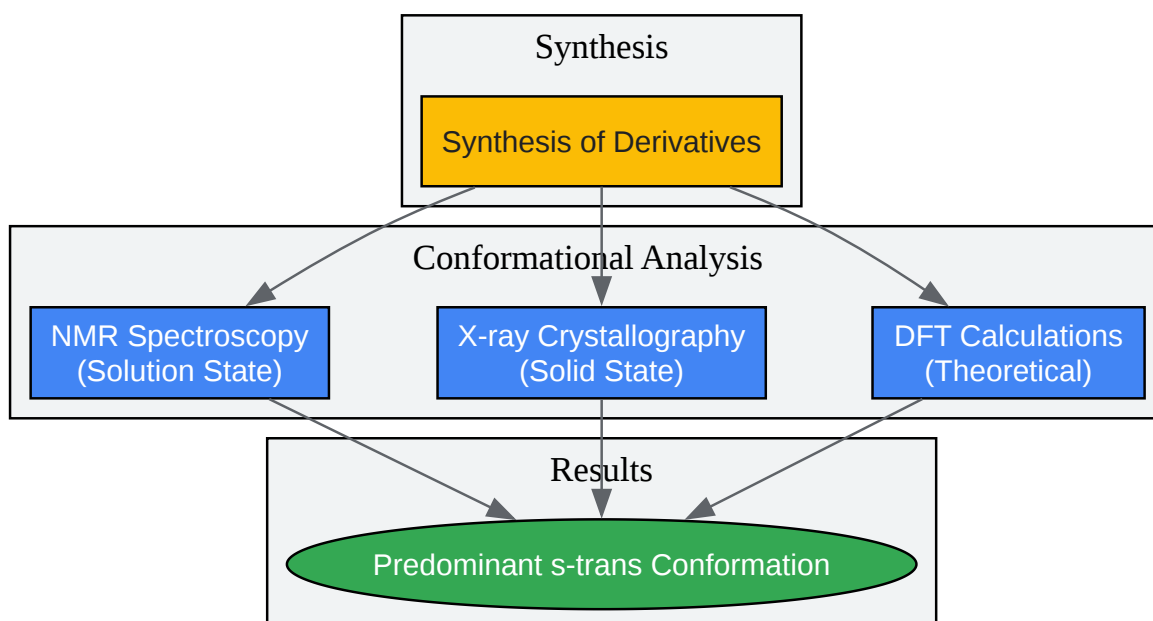 Synthesis
Synthesis of Derivatives
Conformational Analysis
NMR Spectroscopy
(Solution State)
X-ray Crystallography
(Solid State)
DFT Calculations
(Theoretical)
Results
Predominant s-trans Conformation